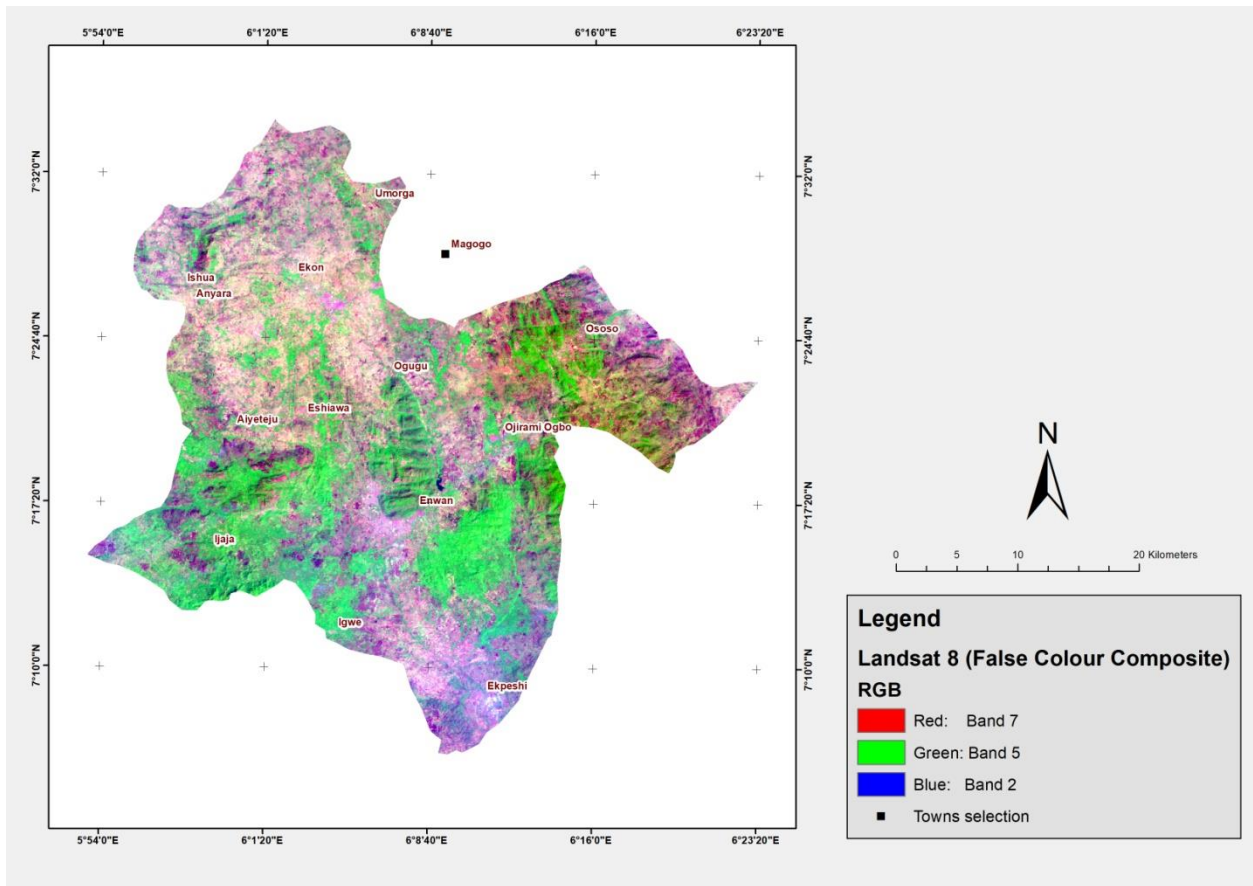 5°54'0"E
6°1'20"E
6°8'40"E
6°16'0"E
6°23'20"E
7°32'0"N
7°32'0"N
Umorga
Magogo
Ekon
Ishua
Anyara
Ososo
7°24'40"N
7°24'40"N
Ogugu
Eshiawa
Aiyeteju
Ojirami Ogbo
N
7°17'20"N
7°17'20"N
Enwan
Ijaja
0 5 10 20 Kilometers
Igwe
7°10'0"N
7°10'0"N
Ekpeshi
Legend
Landsat 8 (False Colour Composite)
RGB
Red: Band 7
Green: Band 5
Blue: Band 2
Towns selection
5°54'0"E
6°1'20"E
6°8'40"E
6°16'0"E
6°23'20"E